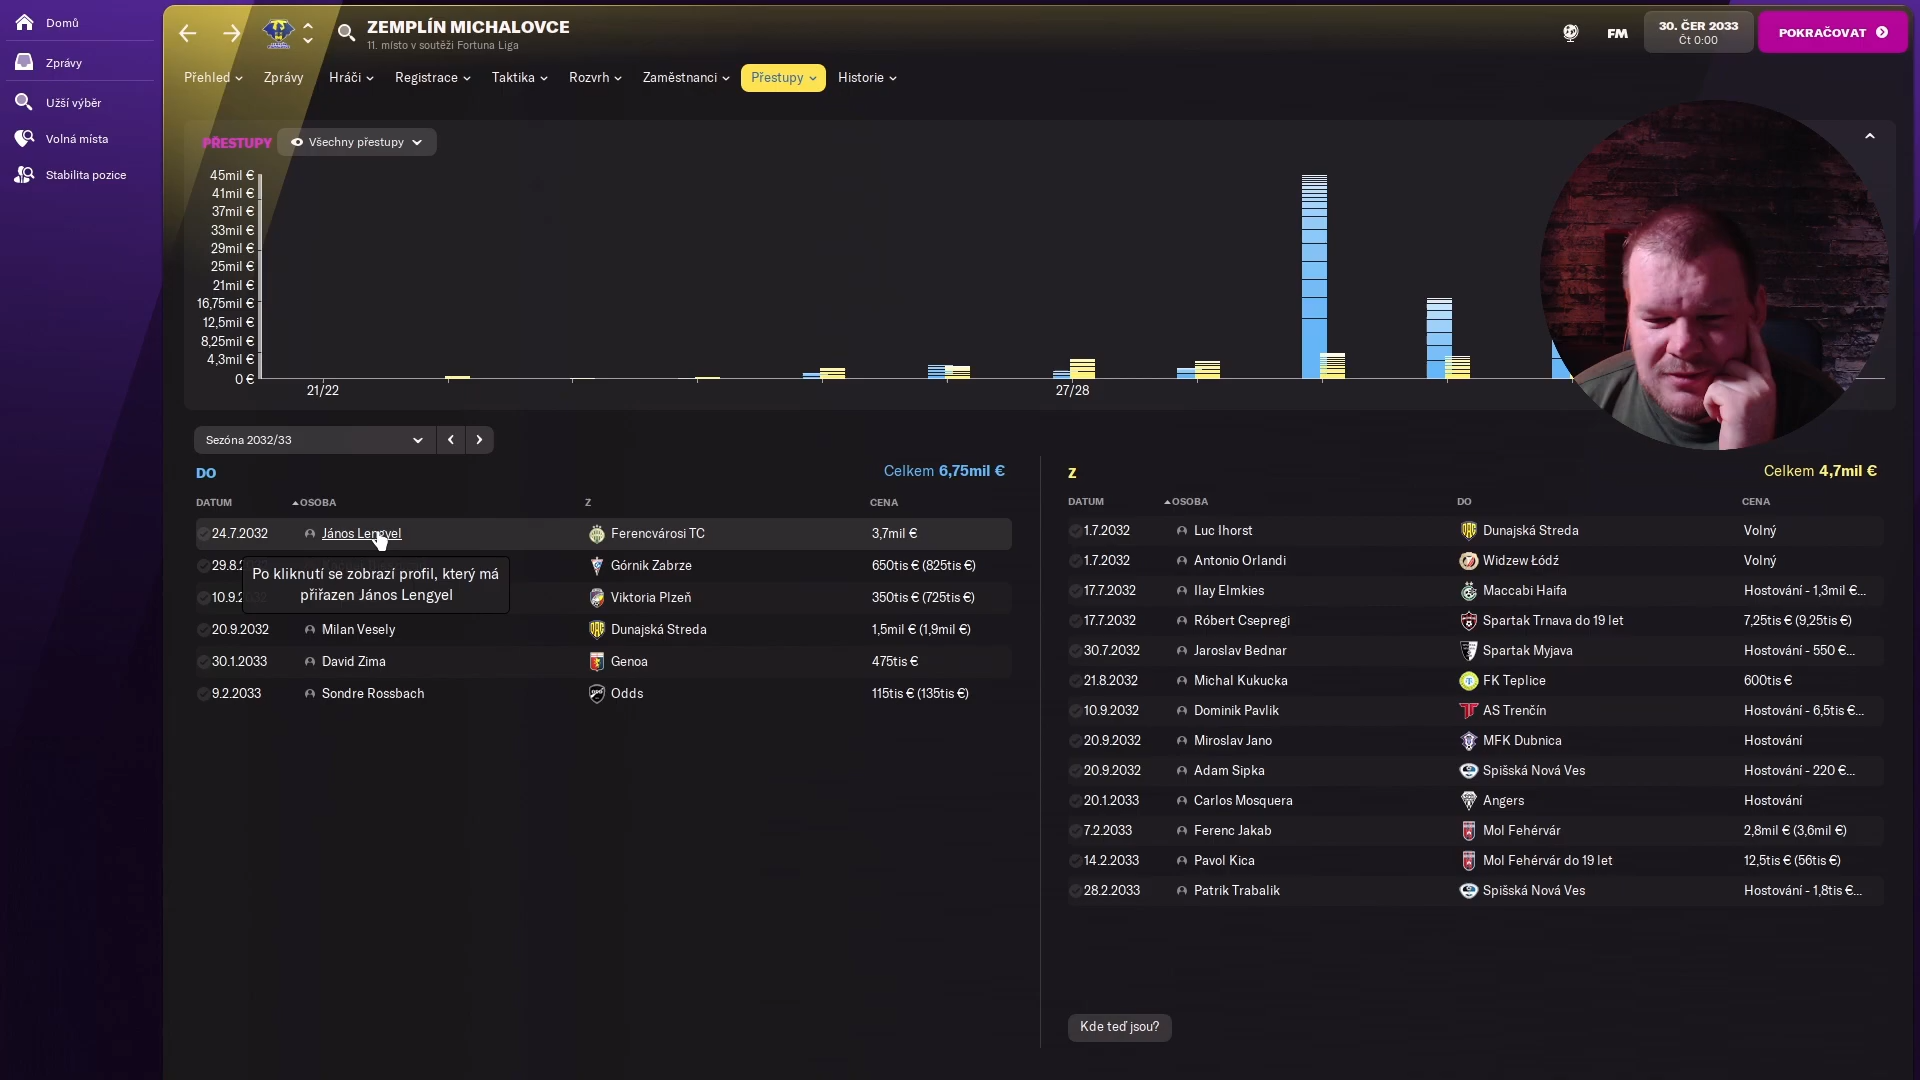 Domů
Zprávy
Užší výběr
Volná místa
Stabilita pozice
ZEMPLÍN MICHALOVCE
11. místo v soutěži Fortuna Liga
FM
30. ČER 2033
Čt 0:00
POKRAČOVAT
Přehled
Zprávy
Hráči
Registrace
Taktika
Rozvrh
Zaměstnanci
Přestupy
Historie
PŘESTUPY
Všechny přestupy
45mil €
41mil €
37mil €
33mil €
29mil €
25mil €
21mil €
16,75mil €
12,5mil €
8,25mil €
4,3mil €
0 €
21/22
27/28
Sezóna 2032/33
DO
Celkem 6,75mil €
DATUM OSOBA Z CENA
24.7.2032 János Lengyel Ferencvárosi TC 3,7mil €
29.8.2 Górnik Zabrze 650tis € (825tis €)
10.9.2032 Viktoria Plzeň 350tis € (725tis €)
20.9.2032 Milan Vesely Dunajská Streda 1,5mil € (1,9mil €)
30.1.2033 David Zima Genoa 475tis €
9.2.2033 Sondre Rossbach Odds 115tis € (135tis €)
Po kliknutí se zobrazí profil, který má
přiřazen János Lengyel
Z
Celkem 4,7mil €
DATUM OSOBA DO CENA
1.7.2032 Luc Ihorst Dunajská Streda Volný
1.7.2032 Antonio Orlandi Widzew Łódź Volný
17.7.2032 Ilay Elmkies Maccabi Haifa Hostování - 1,3mil €...
17.7.2032 Róbert Csepregi Spartak Trnava do 19 let 7,25tis € (9,25tis €)
30.7.2032 Jaroslav Bednar Spartak Myjava Hostování - 550 €...
21.8.2032 Michal Kukucka FK Teplice 600tis €
10.9.2032 Dominik Pavlik AS Trenčín Hostování - 6,5tis €...
20.9.2032 Miroslav Jano MFK Dubnica Hostování
20.9.2032 Adam Sipka Spišská Nová Ves Hostování - 220 €...
20.1.2033 Carlos Mosquera Angers Hostování
7.2.2033 Ferenc Jakab Mol Fehérvár 2,8mil € (3,6mil €)
14.2.2033 Pavol Kica Mol Fehérvár do 19 let 12,5tis € (56tis €)
28.2.2033 Patrik Trabalik Spišská Nová Ves Hostování - 1,8tis €...
Kde teď jsou?